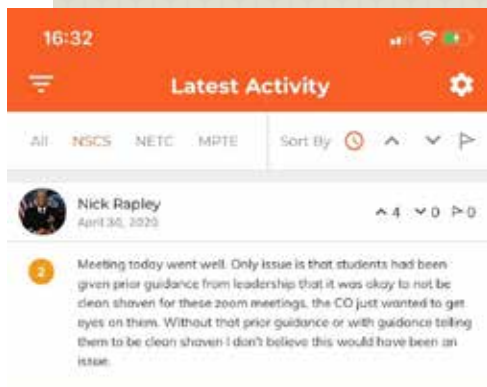 16:32
Latest Activity
All NSCS NETC MPTE Sort By
Nick Rapley
4 0 0
April 30, 2020
2
Meeting today went well. Only issue is that students had been
given prior guidance from leadership that it was okay to not be
clean shaven for these zoom meetings, the CO just wanted to get
eyes on them. Without that prior guidance or with guidance telling
them to be clean shaven I don't believe this would have been an
issue.